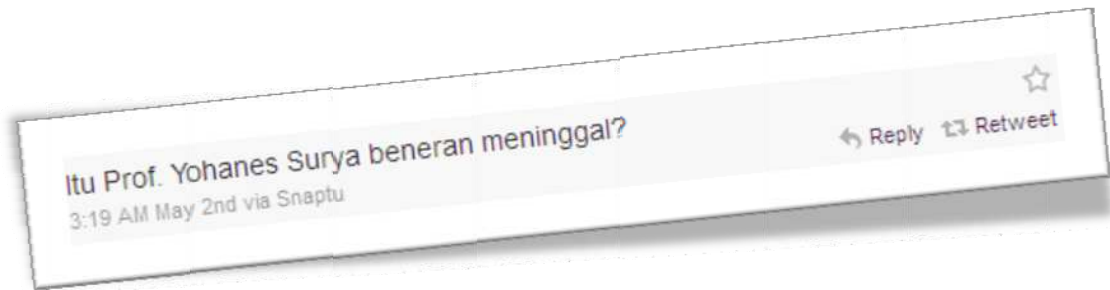 Itu Prof. Yohanes Surya beneran meninggal?
3:19 AM May 2nd via Snaptu
Reply Retweet